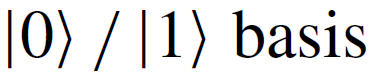 |0⟩ / |1⟩ basis